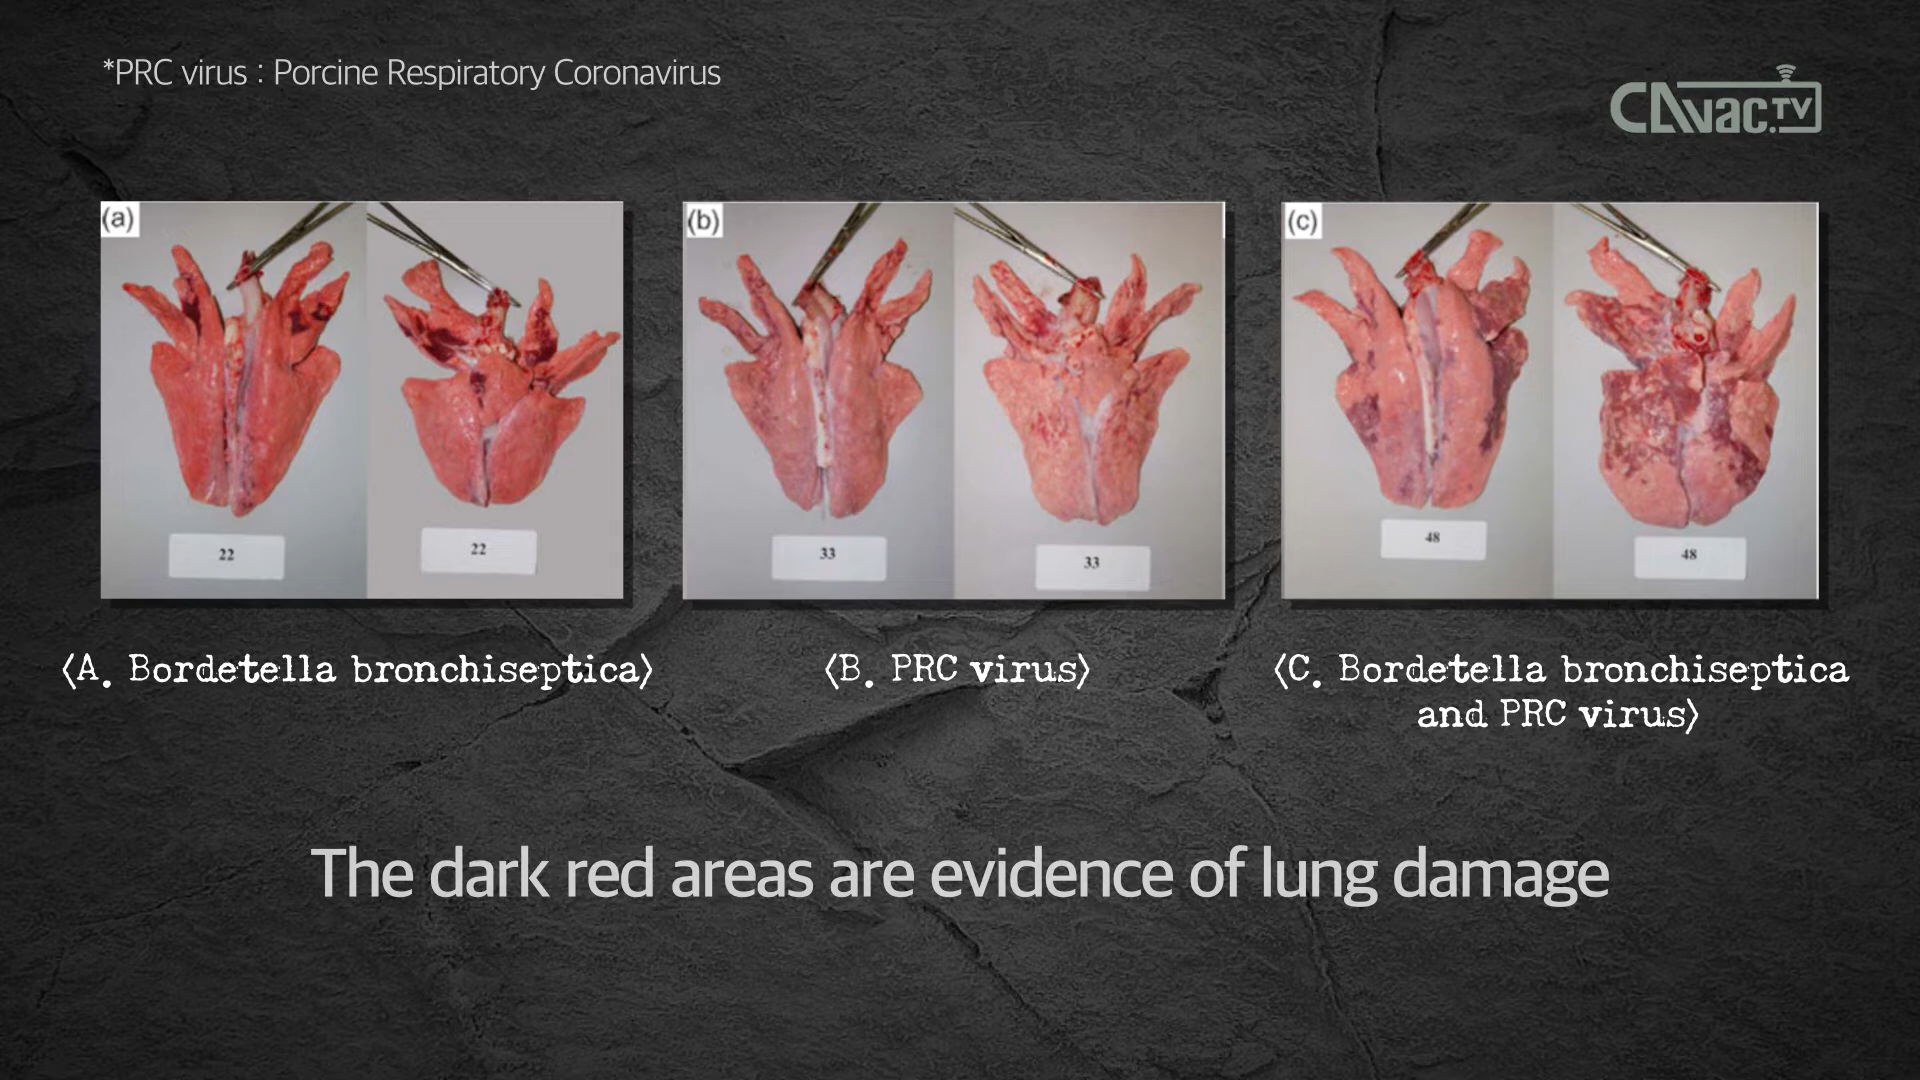 *PRC virus : Porcine Respiratory Coronavirus
CAvac.TV
(a)
(b)
(c)
22
22
33
33
48
48
〈A. Bordetella bronchiseptica〉
〈B. PRC virus〉
〈C. Bordetella bronchiseptica
and PRC virus〉
The dark red areas are evidence of lung damage